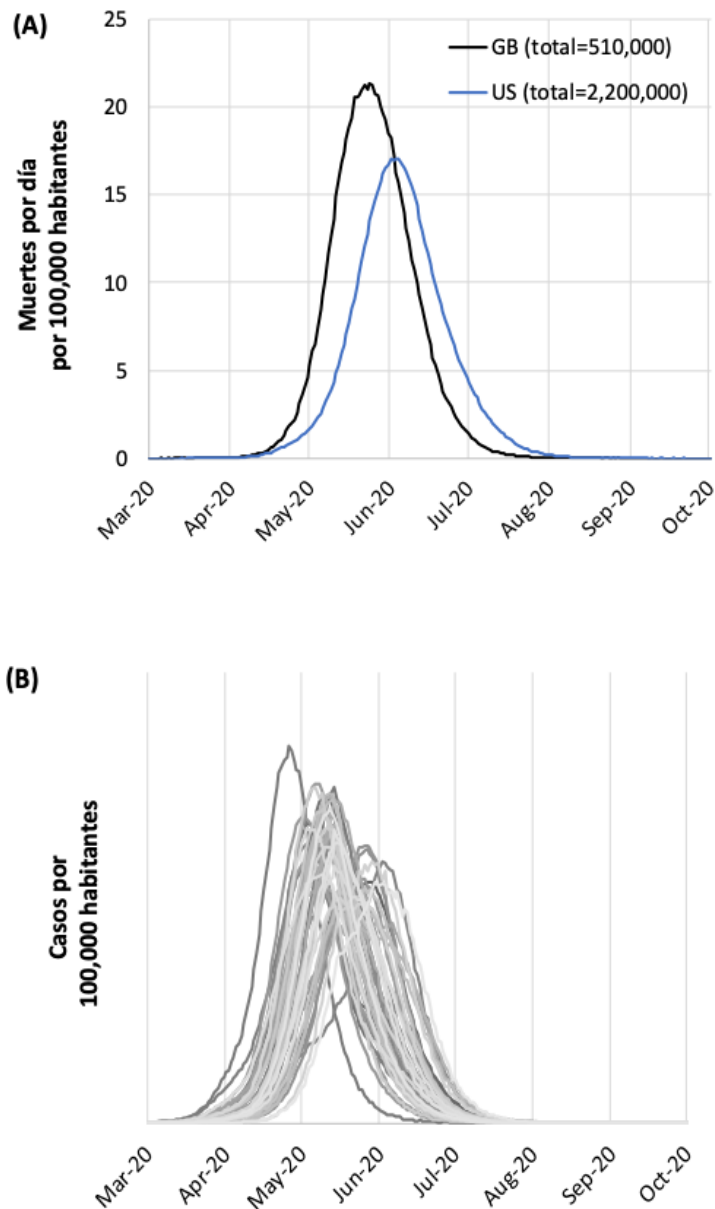 (A)
25
20
15
10
5
0
Muertes por día
por 100,000 habitantes
GB (total=510,000)
US (total=2,200,000)
Mar-20
Apr-20
May-20
Jun-20
Jul-20
Aug-20
Sep-20
Oct-20
(B)
Casos por
100,000 habitantes
Mar-20
Apr-20
May-20
Jun-20
Jul-20
Aug-20
Sep-20
Oct-20